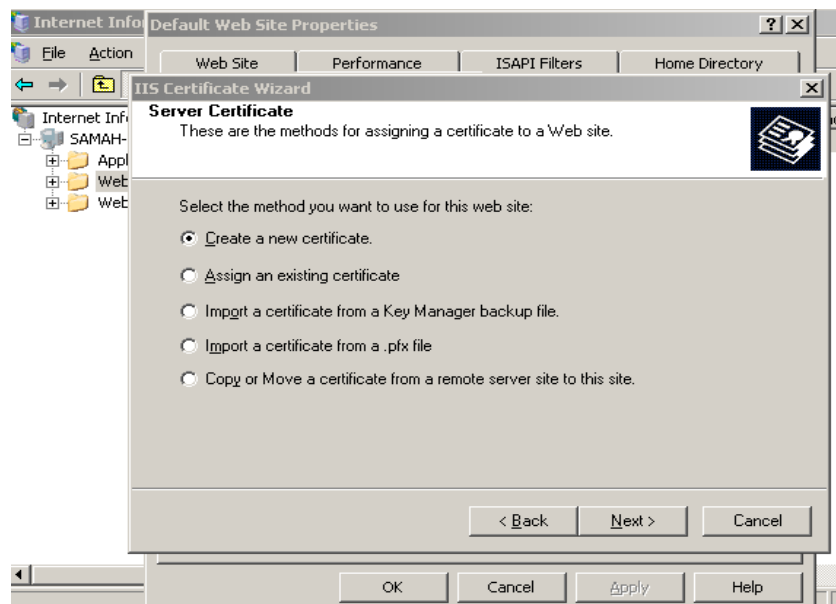 Internet Info
Default Web Site Properties
File Action
Web Site Performance ISAPI Filters Home Directory
IIS Certificate Wizard
Server Certificate
These are the methods for assigning a certificate to a Web site.
Internet Inf
SAMAH-
Appl
Web
Web
Select the method you want to use for this web site:
Create a new certificate.
Assign an existing certificate
Import a certificate from a Key Manager backup file.
Import a certificate from a .pfx file
Copy or Move a certificate from a remote server site to this site.
< Back Next > Cancel
OK Cancel Apply Help